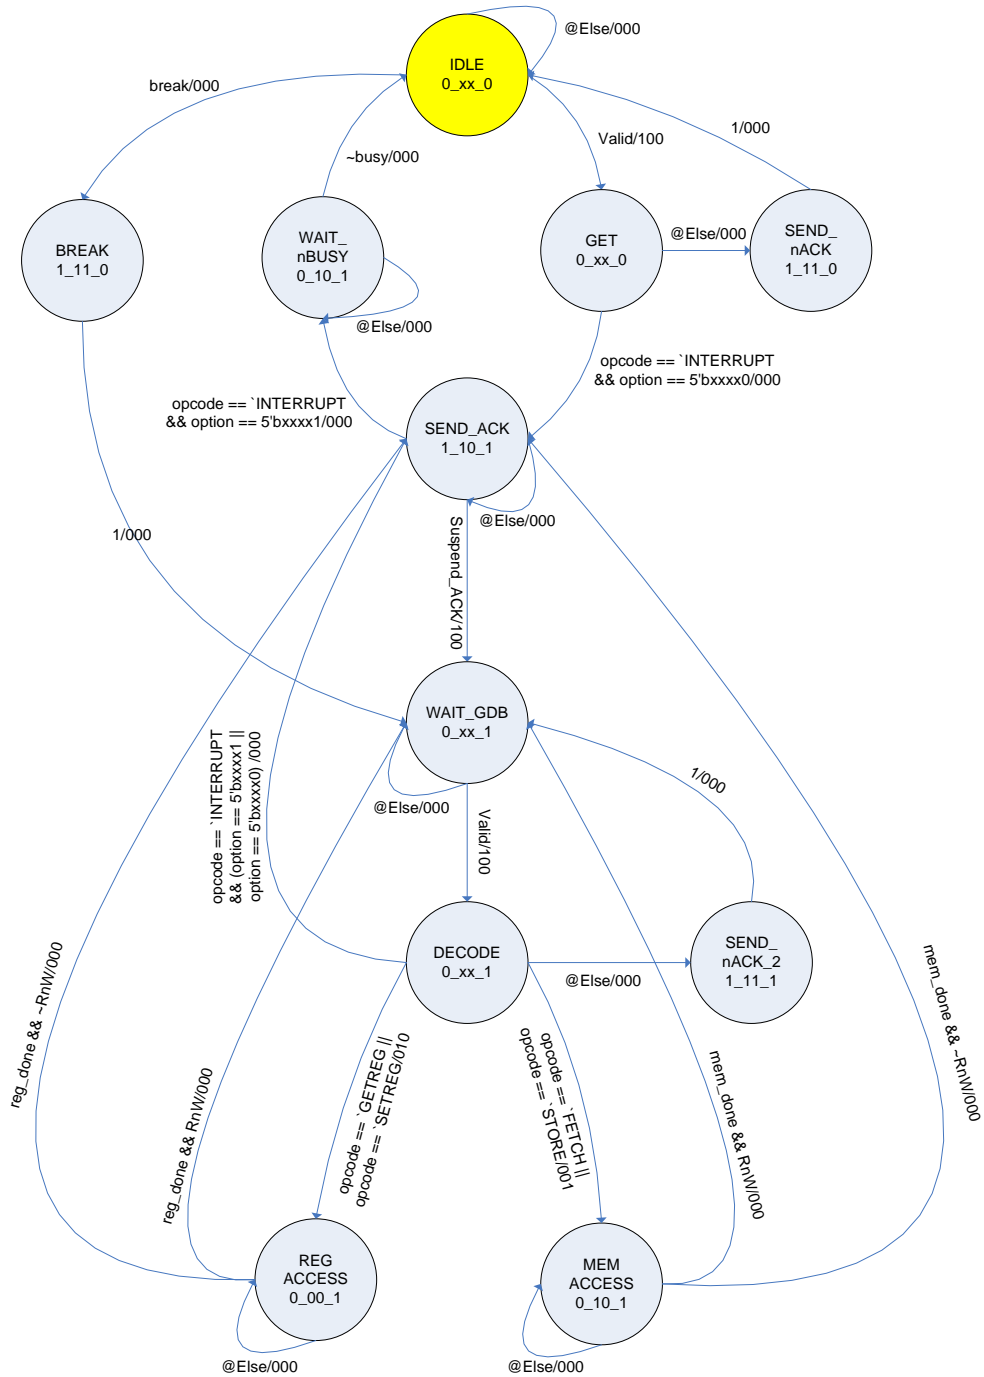 @Else/000
IDLE
0_xx_0
break/000
1/000
Valid/100
~busy/000
BREAK
1_11_0
WAIT_
nBUSY
0_10_1
GET
0_xx_0
@Else/000
SEND_
nACK
1_11_0
@Else/000
opcode == `INTERRUPT
&& option == 5'bxxxx0/000
opcode == `INTERRUPT
&& option == 5'bxxxx1/000
SEND_ACK
1_10_1
@Else/000
1/000
Suspend_ACK/100
WAIT_GDB
0_xx_1
@Else/000
Valid/100
1/000
opcode == `INTERRUPT
&& (option == 5'bxxxx1 ||
option == 5'bxxxx0) /000
DECODE
0_xx_1
@Else/000
SEND_
nACK_2
1_11_1
reg_done && ~RnW/000
reg_done && RnW/000
opcode == `GETREG ||
opcode == `SETREG/010
opcode == `FETCH ||
opcode == `STORE/001
mem_done && RnW/000
mem_done && ~RnW/000
REG
ACCESS
0_00_1
MEM
ACCESS
0_10_1
@Else/000
@Else/000